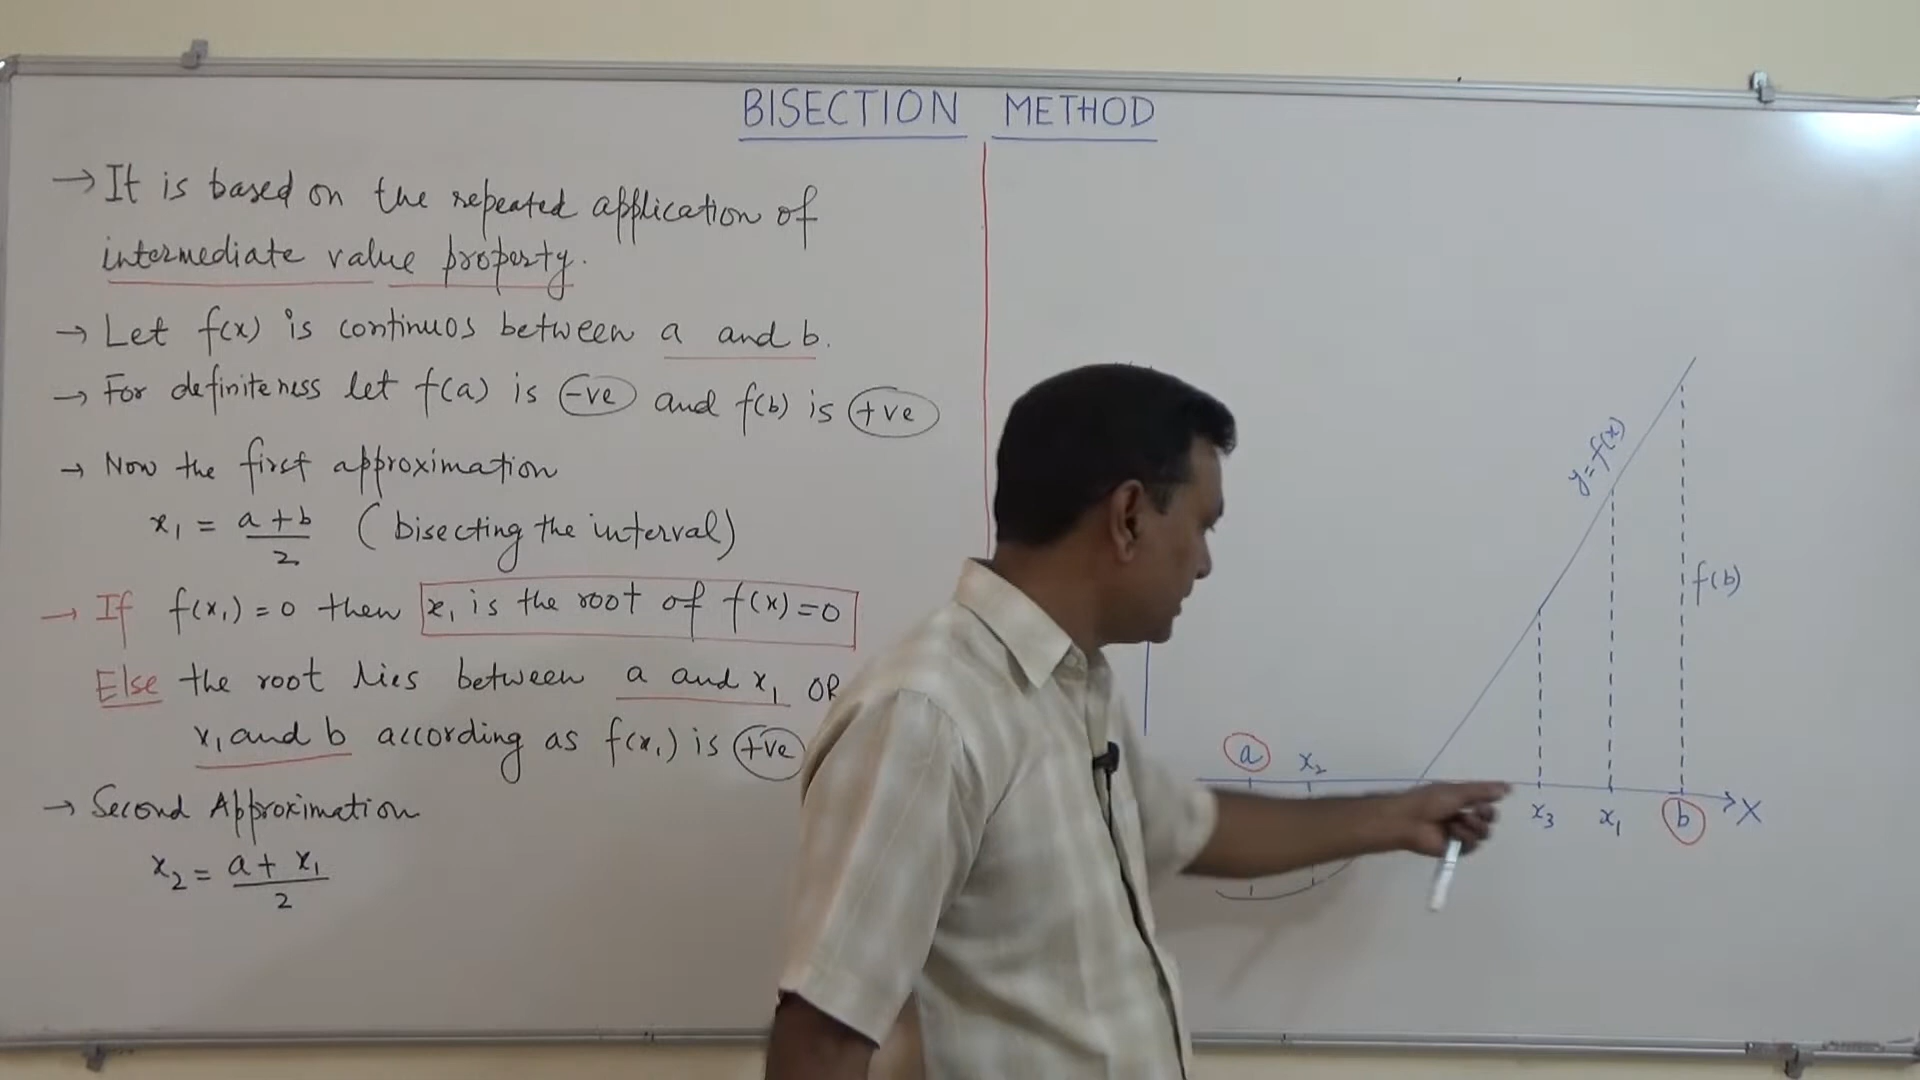 BISECTION METHOD
→ It is based on the repeated application of
intermediate value property.
→ Let f(x) is continuos between a and b.
→ For definiteness let f(a) is -ve and f(b) is +ve
→ Now the first approximation
x₁ = a+b/2 (bisecting the interval)
→ If f(x₁) = 0 then x₁ is the root of f(x) = 0
Else the root lies between a and x₁ OR
x₁ and b according as f(x₁) is +ve
→ Second Approximation
x₂ = a + x₁/2
y = f(x)
f(b)
a x₂
x₃ x₁ b X